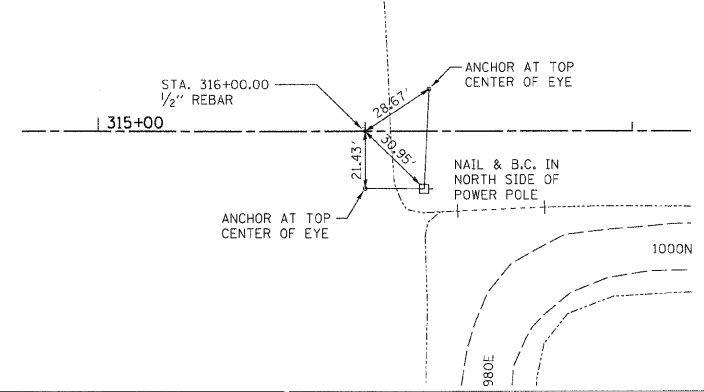 ANCHOR AT TOP
CENTER OF EYE
STA. 316+00.00
1/2" REBAR
28.67'
315+00
30.95'
21.43'
NAIL & B.C. IN
NORTH SIDE OF
POWER POLE
ANCHOR AT TOP
CENTER OF EYE
1000N
980E